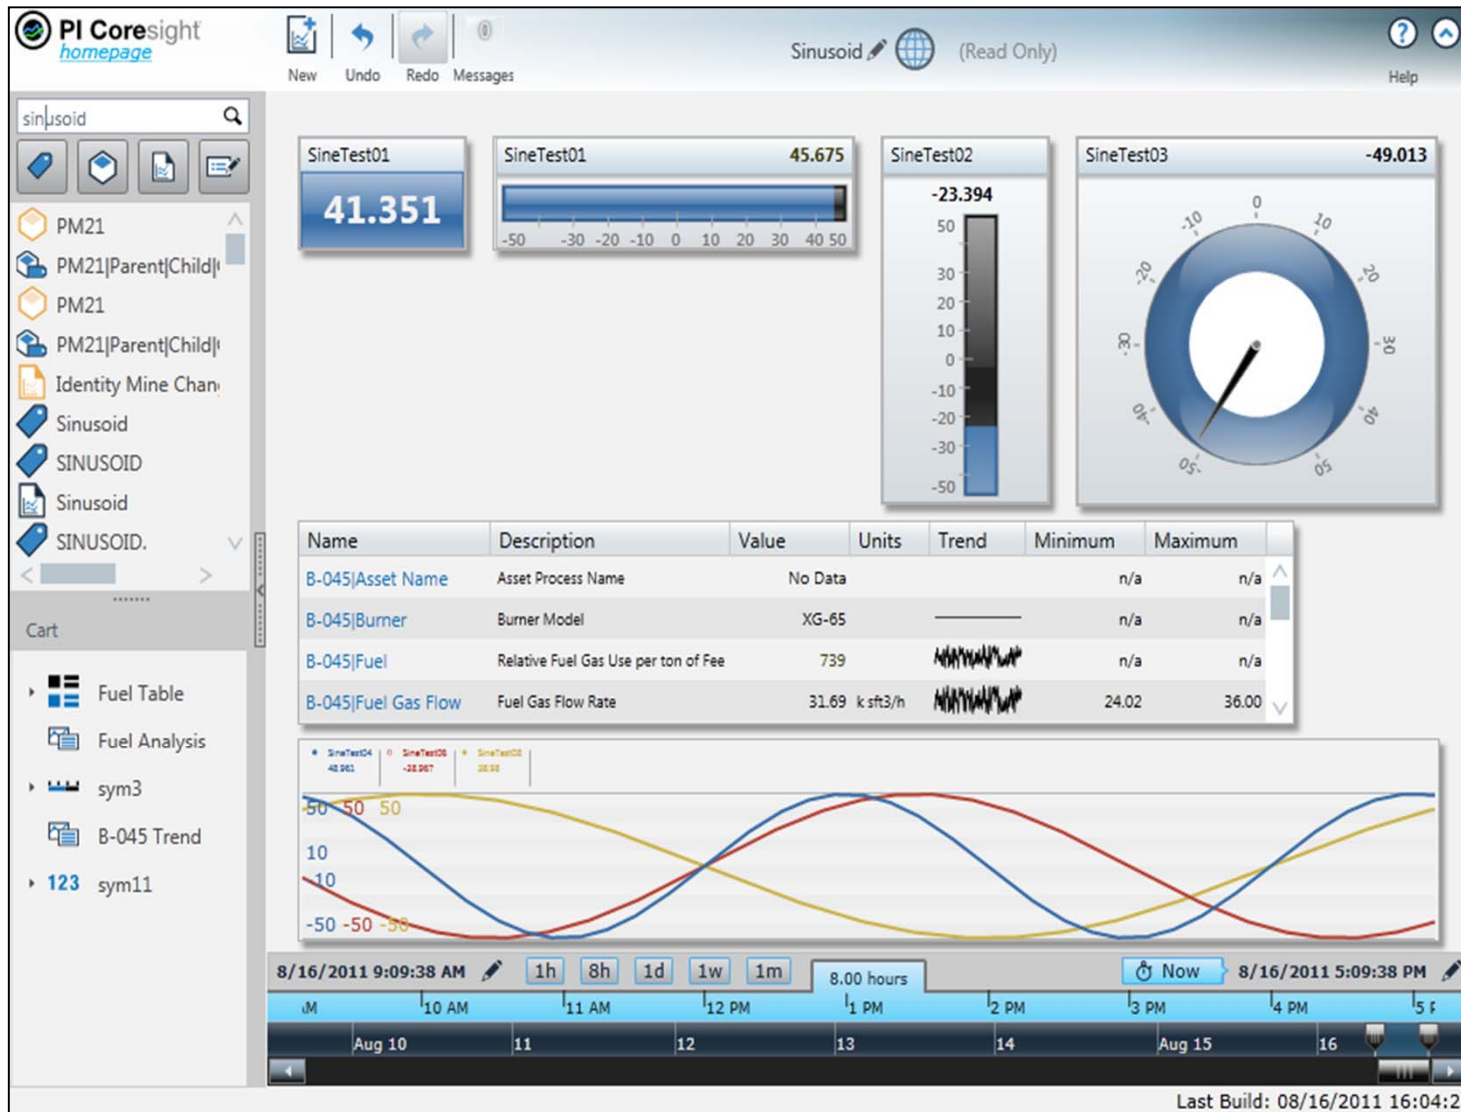 PI Coresight
homepage
New Undo Redo Messages
0
Sinusoid (Read Only)
Help
sinusoid
PM21
PM21|Parent|Child|
PM21
PM21|Parent|Child|
Identity Mine Chan
Sinusoid
SINUSOID
Sinusoid
SINUSOID.
Cart
Fuel Table
Fuel Analysis
sym3
B-045 Trend
123 sym11
SineTest01
41.351
SineTest01 45.675
-50 -30 -20 -10 0 10 20 30 40 50
SineTest02
-23.394
50
30
20
10
0
-10
-20
-30
-50
SineTest03 -49.013
-50 -40 -30 -20 -10 0 10 20 30 40 50
Name Description Value Units Trend Minimum Maximum
B-045|Asset Name Asset Process Name No Data n/a n/a
B-045|Burner Burner Model XG-65 n/a n/a
B-045|Fuel Relative Fuel Gas Use per ton of Fee 739 n/a n/a
B-045|Fuel Gas Flow Fuel Gas Flow Rate 31.69 k sft3/h 24.02 36.00
SineTest04
48.961
50 50 50
10
-10
-50 -50 -50
8/16/2011 9:09:38 AM 1h 8h 1d 1w 1m 8.00 hours Now 8/16/2011 5:09:38 PM
10 AM 11 AM 12 PM 1 PM 2 PM 3 PM 4 PM 5
Aug 10 11 12 13 14 Aug 15 16
Last Build: 08/16/2011 16:04:2